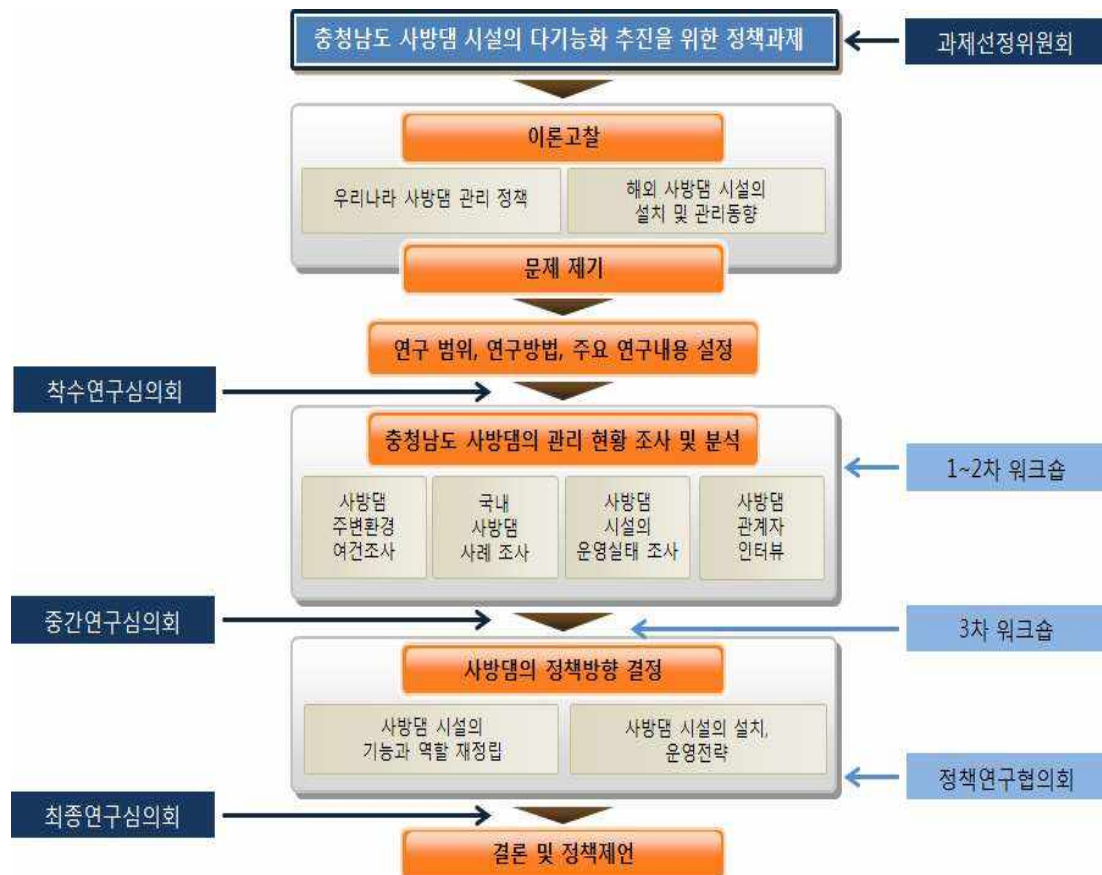 충청남도 사방댐 시설의 다기능화 추진을 위한 정책과제
과제선정위원회
이론고찰
우리나라 사방댐 관리 정책
해외 사방댐 시설의
설치 및 관리동향
문제 제기
연구 범위, 연구방법, 주요 연구내용 설정
착수연구심의회
충청남도 사방댐의 관리 현황 조사 및 분석
1~2차 워크숍
사방댐
주변환경
여건조사
국내
사방댐
사례 조사
사방댐
시설의
운영실태 조사
사방댐
관계자
인터뷰
중간연구심의회
3차 워크숍
사방댐의 정책방향 결정
사방댐 시설의
기능과 역할 재정립
사방댐 시설의 설치,
운영전략
정책연구협의회
최종연구심의회
결론 및 정책제언